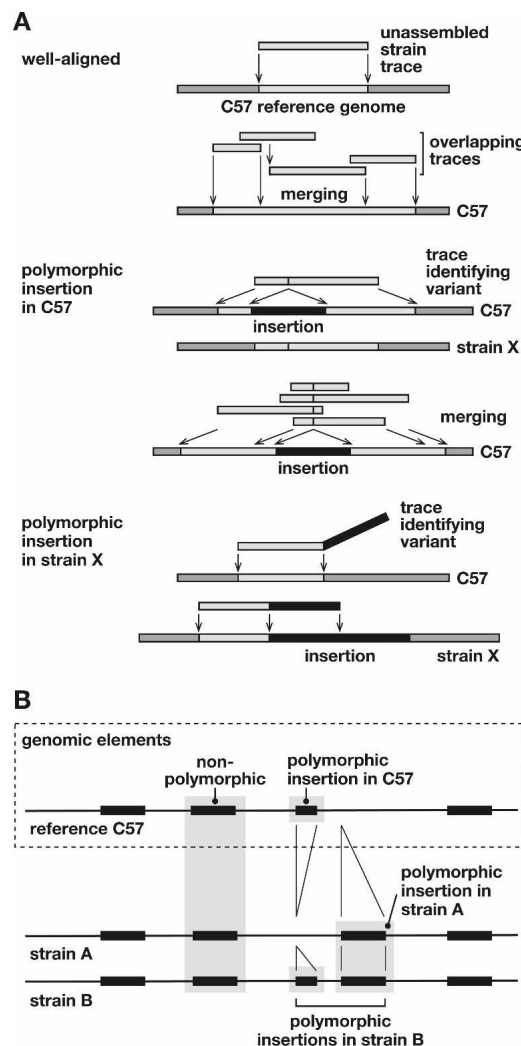 A
well-aligned
unassembled
strain
trace
C57 reference genome
overlapping
traces
merging
C57
polymorphic
insertion
in C57
trace
identifying
variant
C57
insertion
strain X
merging
C57
insertion
polymorphic
insertion
in strain X
trace
identifying
variant
C57
insertion
strain X
B
genomic elements
non-
polymorphic
polymorphic
insertion in C57
reference C57
polymorphic
insertion in
strain A
strain A
strain B
polymorphic
insertions in strain B